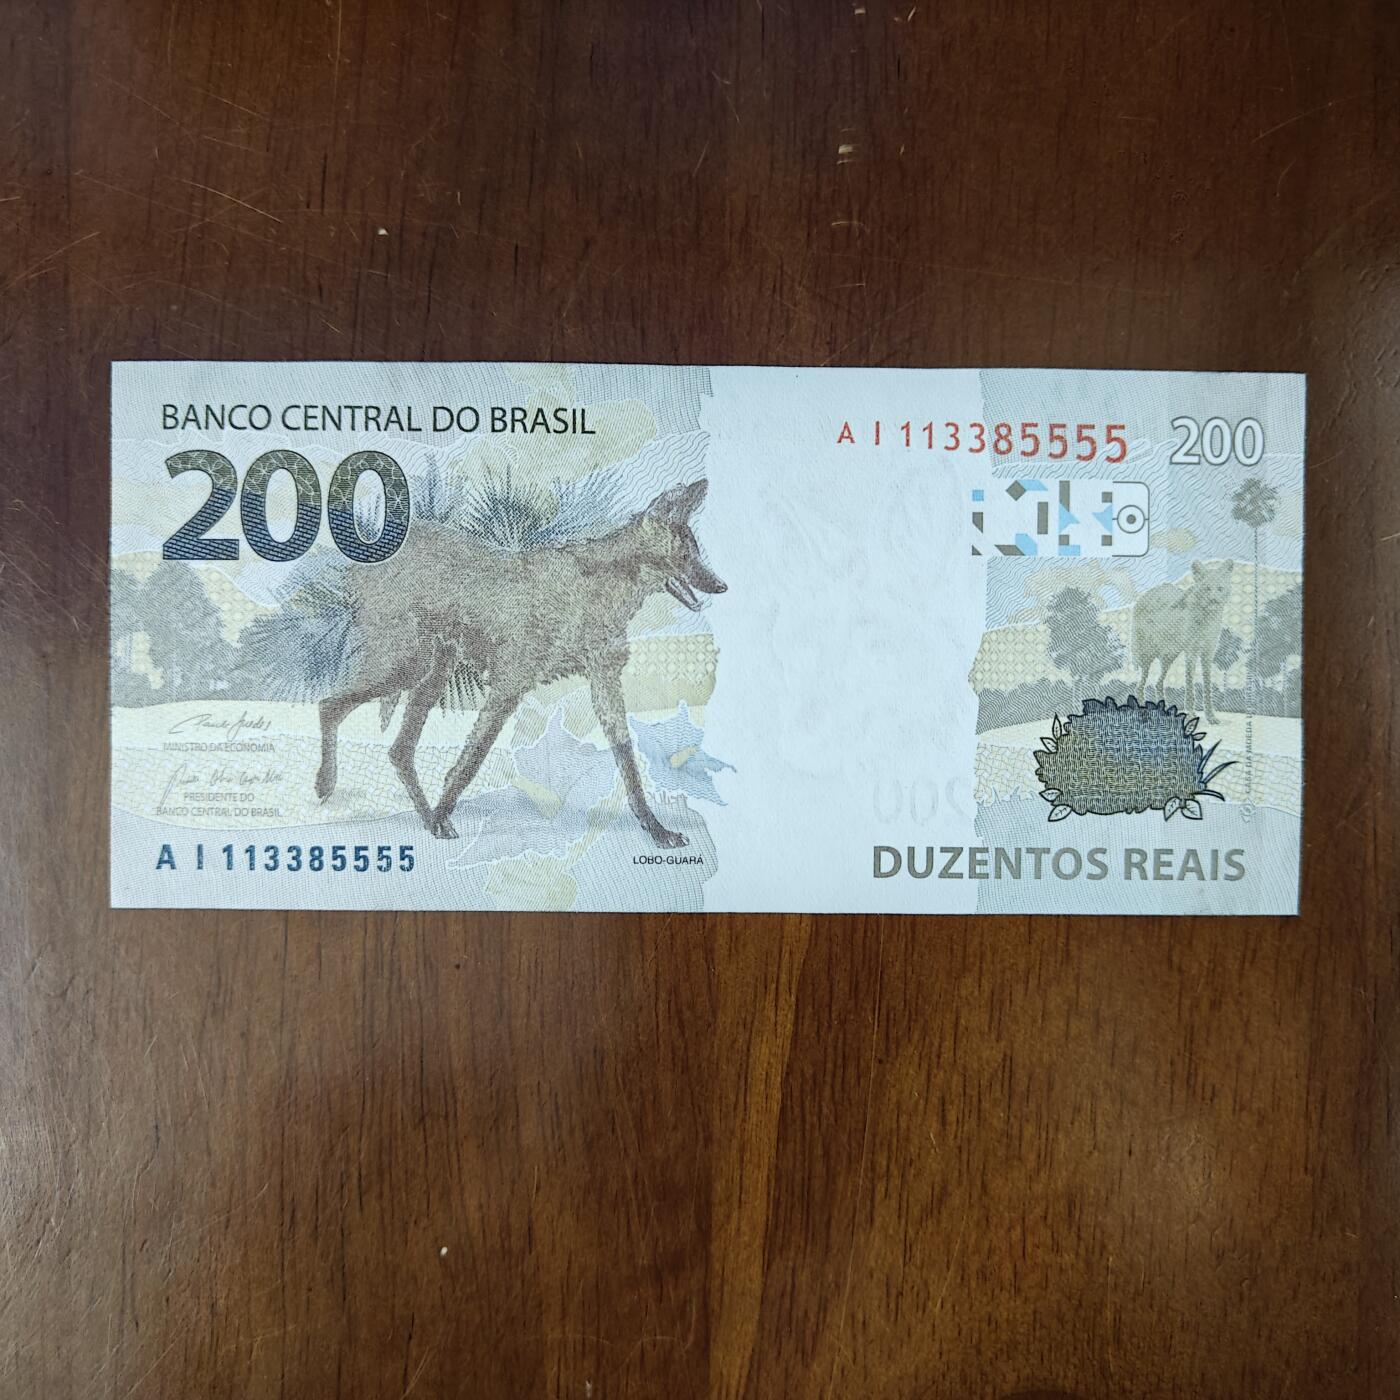 BANCO CENTRAL DO BRASIL
200
A I 113385555
200
MINISTRO DA ECONOMIA
PRESIDENTE DO
BANCO CENTRAL DO BRASIL
A I 113385555
LOBO-GUARÁ
DUZENTOS REAIS